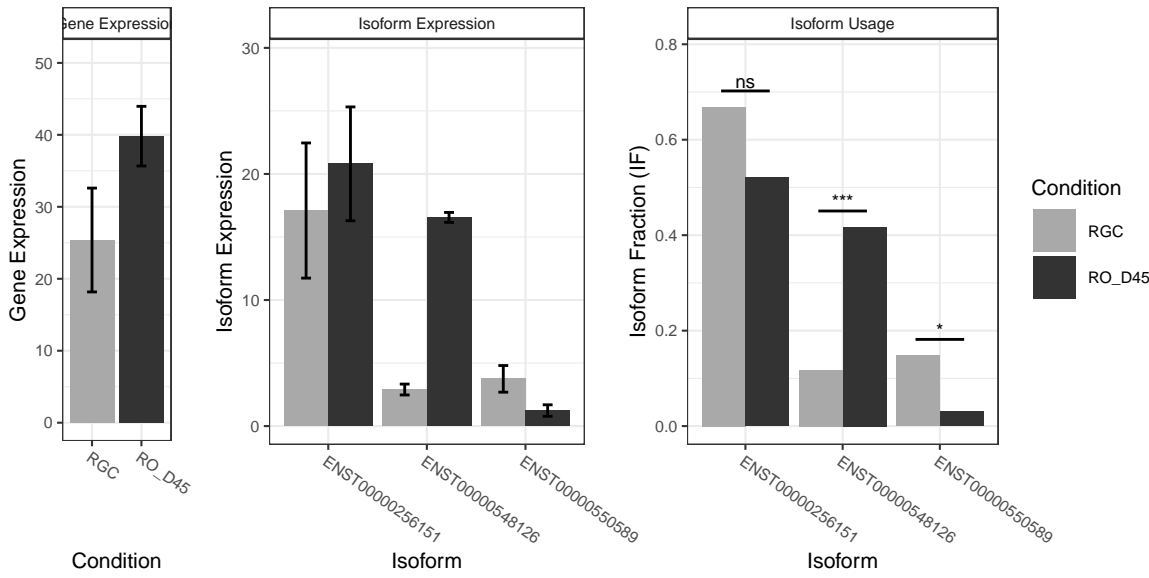 Gene Expression
Gene Expression
50
40
30
20
10
0
RGC
RO_D45
Condition
Isoform Expression
Isoform Expression
30
20
10
0
ENST00000256151
ENST00000548126
ENST00000550589
Isoform
Isoform Usage
Isoform Fraction (IF)
0.8
0.6
0.4
0.2
0.0
ns
***
*
ENST00000256151
ENST00000548126
ENST00000550589
Isoform
Condition
RGC
RO_D45